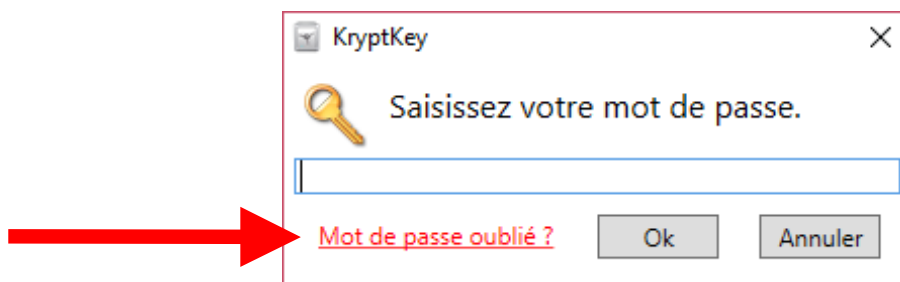 KryptKey
Saisissez votre mot de passe.
Mot de passe oublié ? Ok Annuler